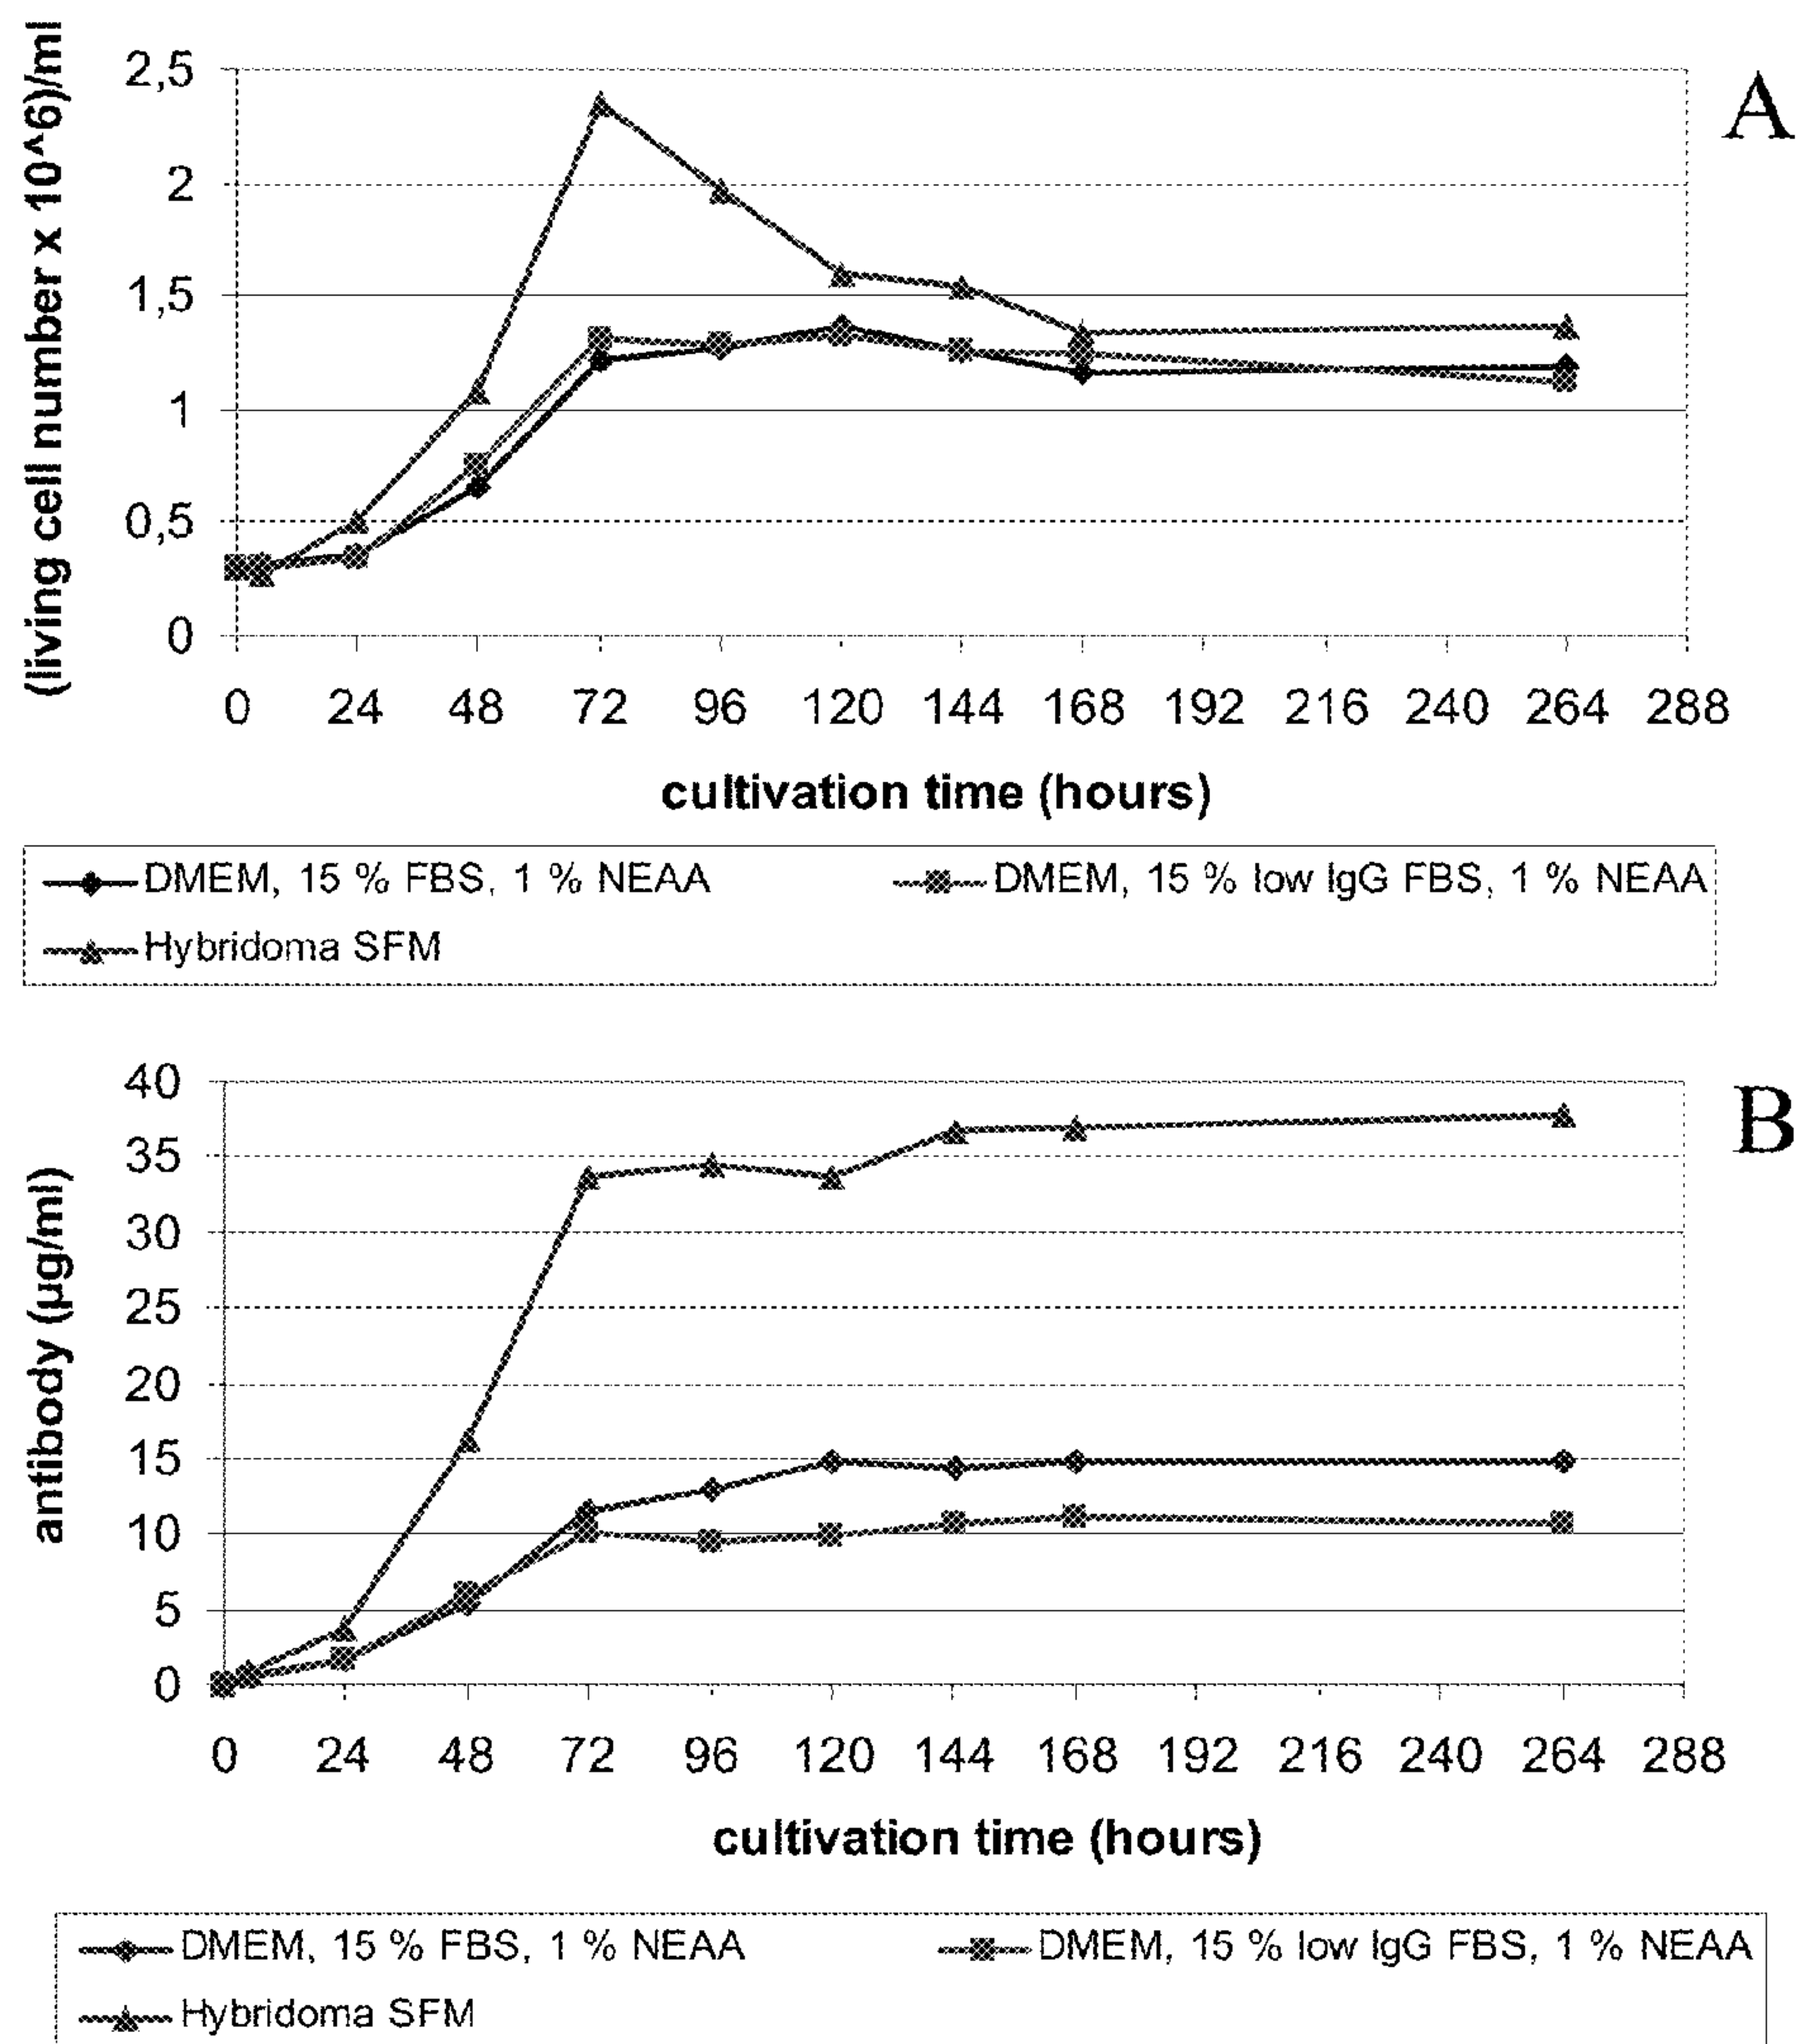 A
(living cell number x 10^6)/ml
2,5
2
1,5
1
0,5
0
0 24 48 72 96 120 144 168 192 216 240 264 288
cultivation time (hours)
DMEM, 15 % FBS, 1 % NEAA
DMEM, 15 % low IgG FBS, 1 % NEAA
Hybridoma SFM
B
antibody (µg/ml)
40
35
30
25
20
15
10
5
0
0 24 48 72 96 120 144 168 192 216 240 264 288
cultivation time (hours)
DMEM, 15 % FBS, 1 % NEAA
DMEM, 15 % low IgG FBS, 1 % NEAA
Hybridoma SFM